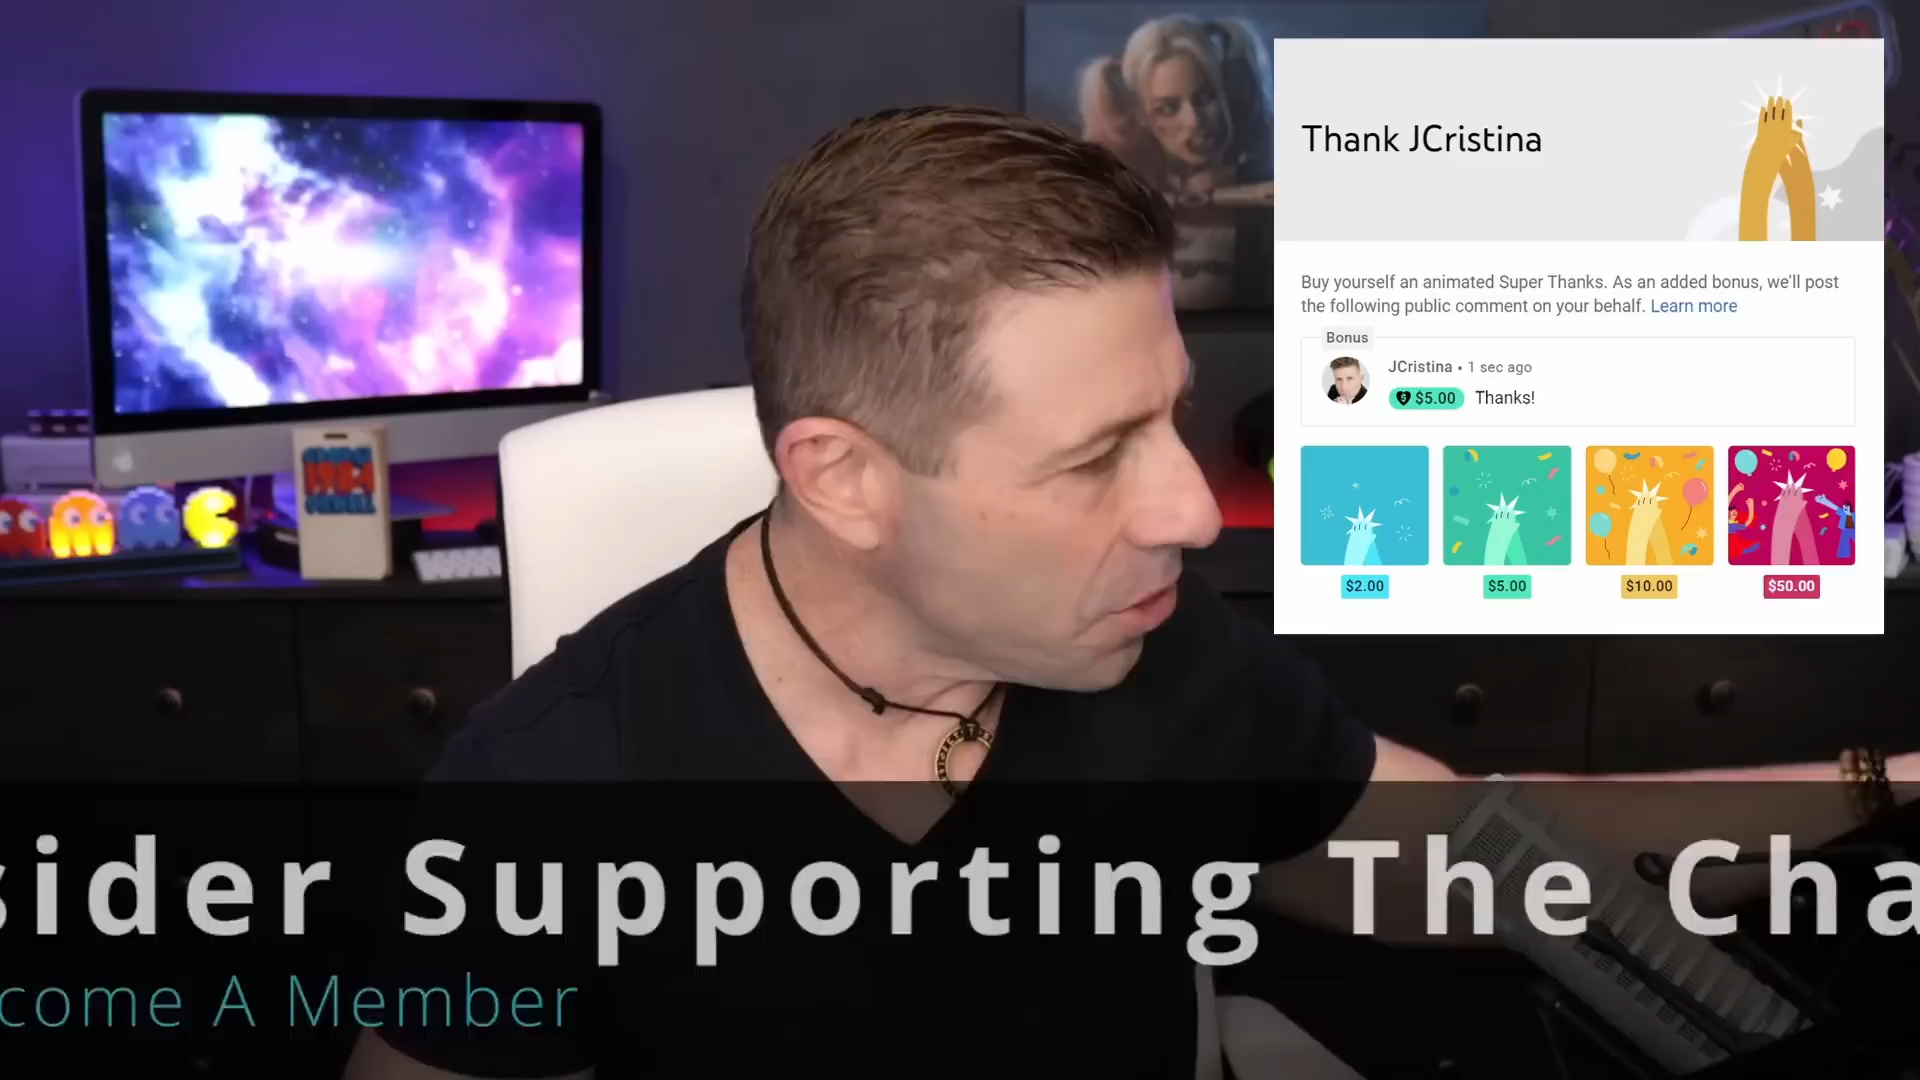 Thank JCristina
Buy yourself an animated Super Thanks. As an added bonus, we'll post
the following public comment on your behalf. Learn more
Bonus
JCristina • 1 sec ago
$5.00 Thanks!
$2.00 $5.00 $10.00 $50.00
sider Supporting The Cha
come A Member